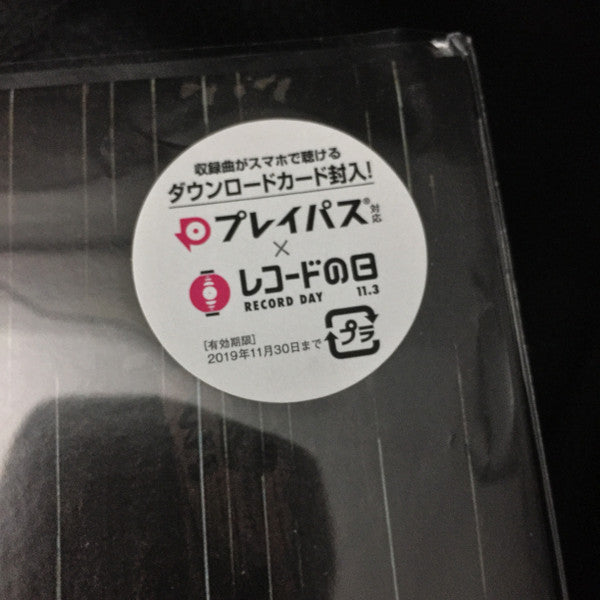 収録曲がスマホで聴ける
ダウンロードカード封入!
プレイパス®対応
×
レコードの日
RECORD DAY 11.3
[有効期限]
2019年11月30日まで
プラ